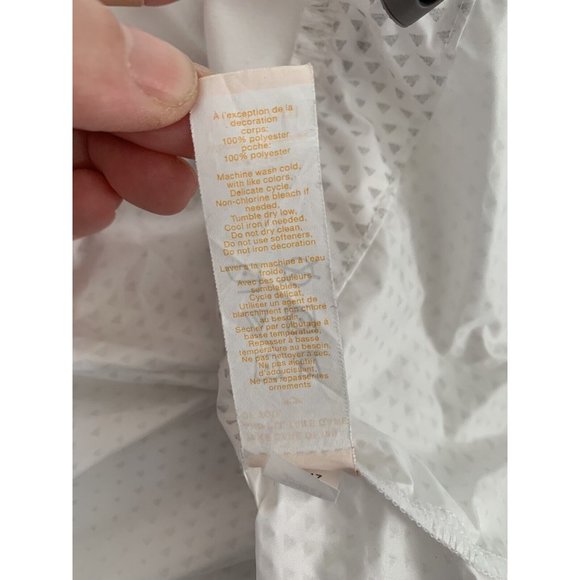 À l'exception de la
decoration
corps:
100% polyester
poche:
100% polyester
Machine wash cold,
with like colors,
Delicate cycle,
Non-chlorine bleach if
needed,
Tumble dry low,
Cool iron if needed,
Do not dry clean,
Do not use softeners,
Do not iron decoration
Laver à la machine à l'eau
froide,
Avec des couleurs
semblables,
Cycle délicat,
Utiliser un agent de
blanchiment non chloré
au besoin,
Sécher par culbutage à
basse température,
Repasser à basse
température au besoin,
Ne pas nettoyer à sec,
Ne pas ajouter
d'adoucissant,
Ne pas repasser les
ornements